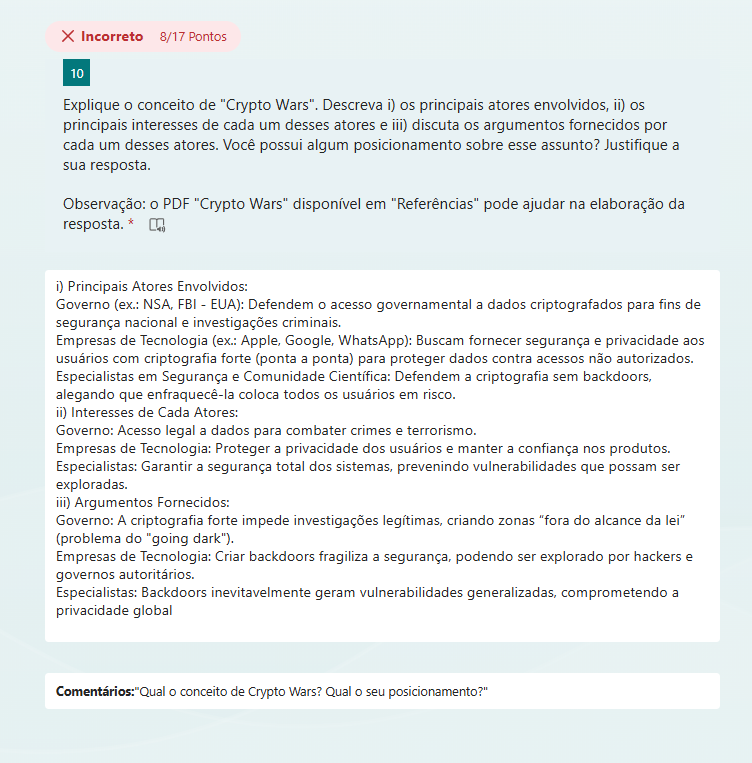 Incorreto 8/17 Pontos
10
Explique o conceito de "Crypto Wars". Descreva i) os principais atores envolvidos, ii) os
principais interesses de cada um desses atores e iii) discuta os argumentos fornecidos por
cada um desses atores. Você possui algum posicionamento sobre esse assunto? Justifique a
sua resposta.
Observação: o PDF "Crypto Wars" disponível em "Referências" pode ajudar na elaboração da
resposta. *
i) Principais Atores Envolvidos:
Governo (ex.: NSA, FBI - EUA): Defendem o acesso governamental a dados criptografados para fins de
segurança nacional e investigações criminais.
Empresas de Tecnologia (ex.: Apple, Google, WhatsApp): Buscam fornecer segurança e privacidade aos
usuários com criptografia forte (ponta a ponta) para proteger dados contra acessos não autorizados.
Especialistas em Segurança e Comunidade Científica: Defendem a criptografia sem backdoors,
alegando que enfraquecê-la coloca todos os usuários em risco.
ii) Interesses de Cada Atores:
Governo: Acesso legal a dados para combater crimes e terrorismo.
Empresas de Tecnologia: Proteger a privacidade dos usuários e manter a confiança nos produtos.
Especialistas: Garantir a segurança total dos sistemas, prevenindo vulnerabilidades que possam ser
exploradas.
iii) Argumentos Fornecidos:
Governo: A criptografia forte impede investigações legítimas, criando zonas “fora do alcance da lei”
(problema do "going dark").
Empresas de Tecnologia: Criar backdoors fragiliza a segurança, podendo ser explorado por hackers e
governos autoritários.
Especialistas: Backdoors inevitavelmente geram vulnerabilidades generalizadas, comprometendo a
privacidade global
Comentários:"Qual o conceito de Crypto Wars? Qual o seu posicionamento?"